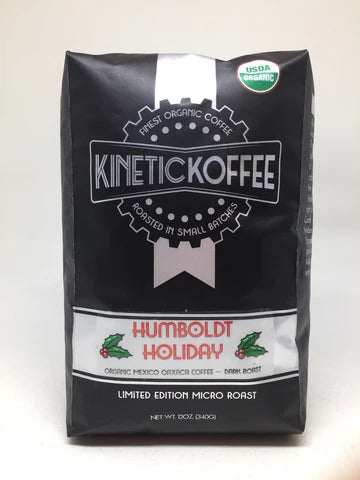 USDA
ORGANIC
FINEST ORGANIC COFFEE
KINETICKOFFEE
ROASTED IN SMALL BATCHES
HUMBOLDT
HOLIDAY
ORGANIC MEXICO OAXACA COFFEE — DARK ROAST
LIMITED EDITION MICRO ROAST
NET WT. 12OZ. (340G)